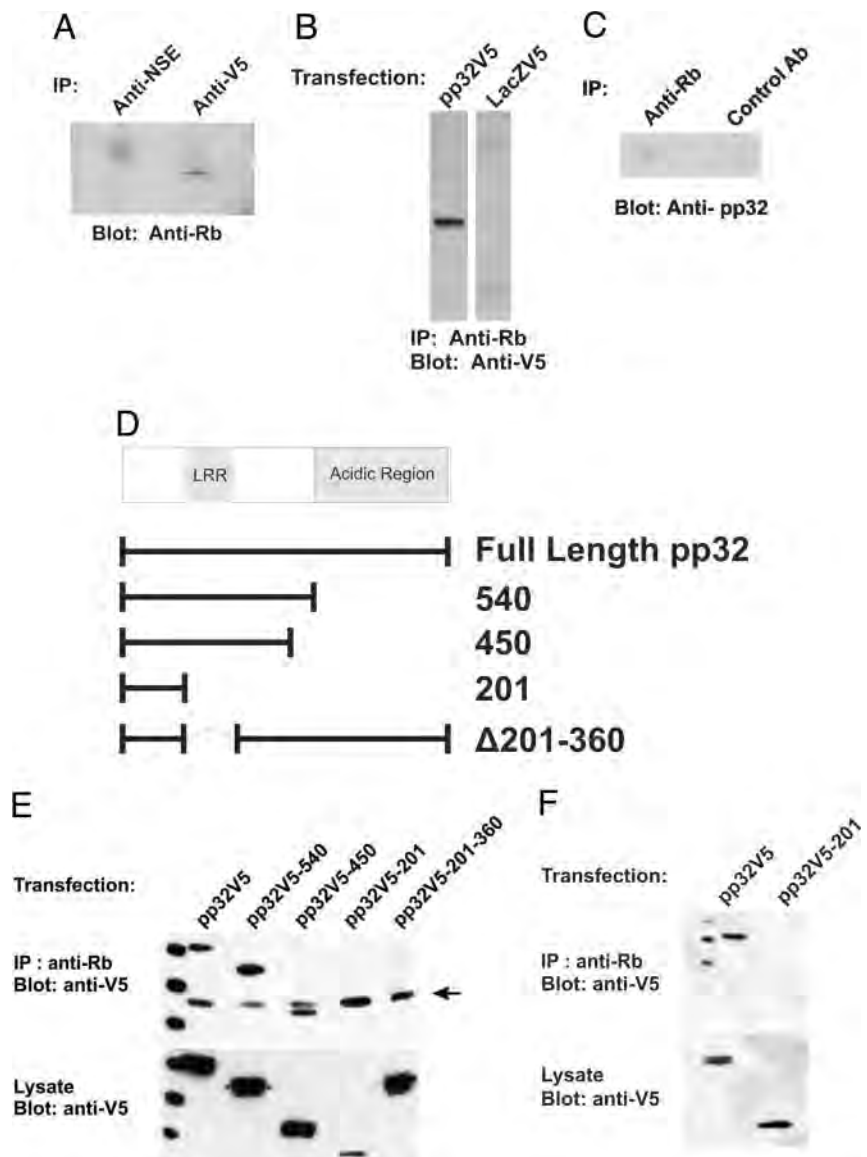 A
IP:
Anti-NSE
Anti-V5
Blot: Anti-Rb
B
Transfection:
pp32V5
LacZV5
IP: Anti-Rb
Blot: Anti-V5
C
IP:
Anti-Rb
Control Ab
Blot: Anti- pp32
D
LRR
Acidic Region
Full Length pp32
540
450
201
Δ201-360
E
Transfection:
pp32V5
pp32V5-540
pp32V5-450
pp32V5-201
pp32V5-201-360
IP : anti-Rb
Blot: anti-V5
Lysate
Blot: anti-V5
F
Transfection:
pp32V5
pp32V5-201
IP : anti-Rb
Blot: anti-V5
Lysate
Blot: anti-V5